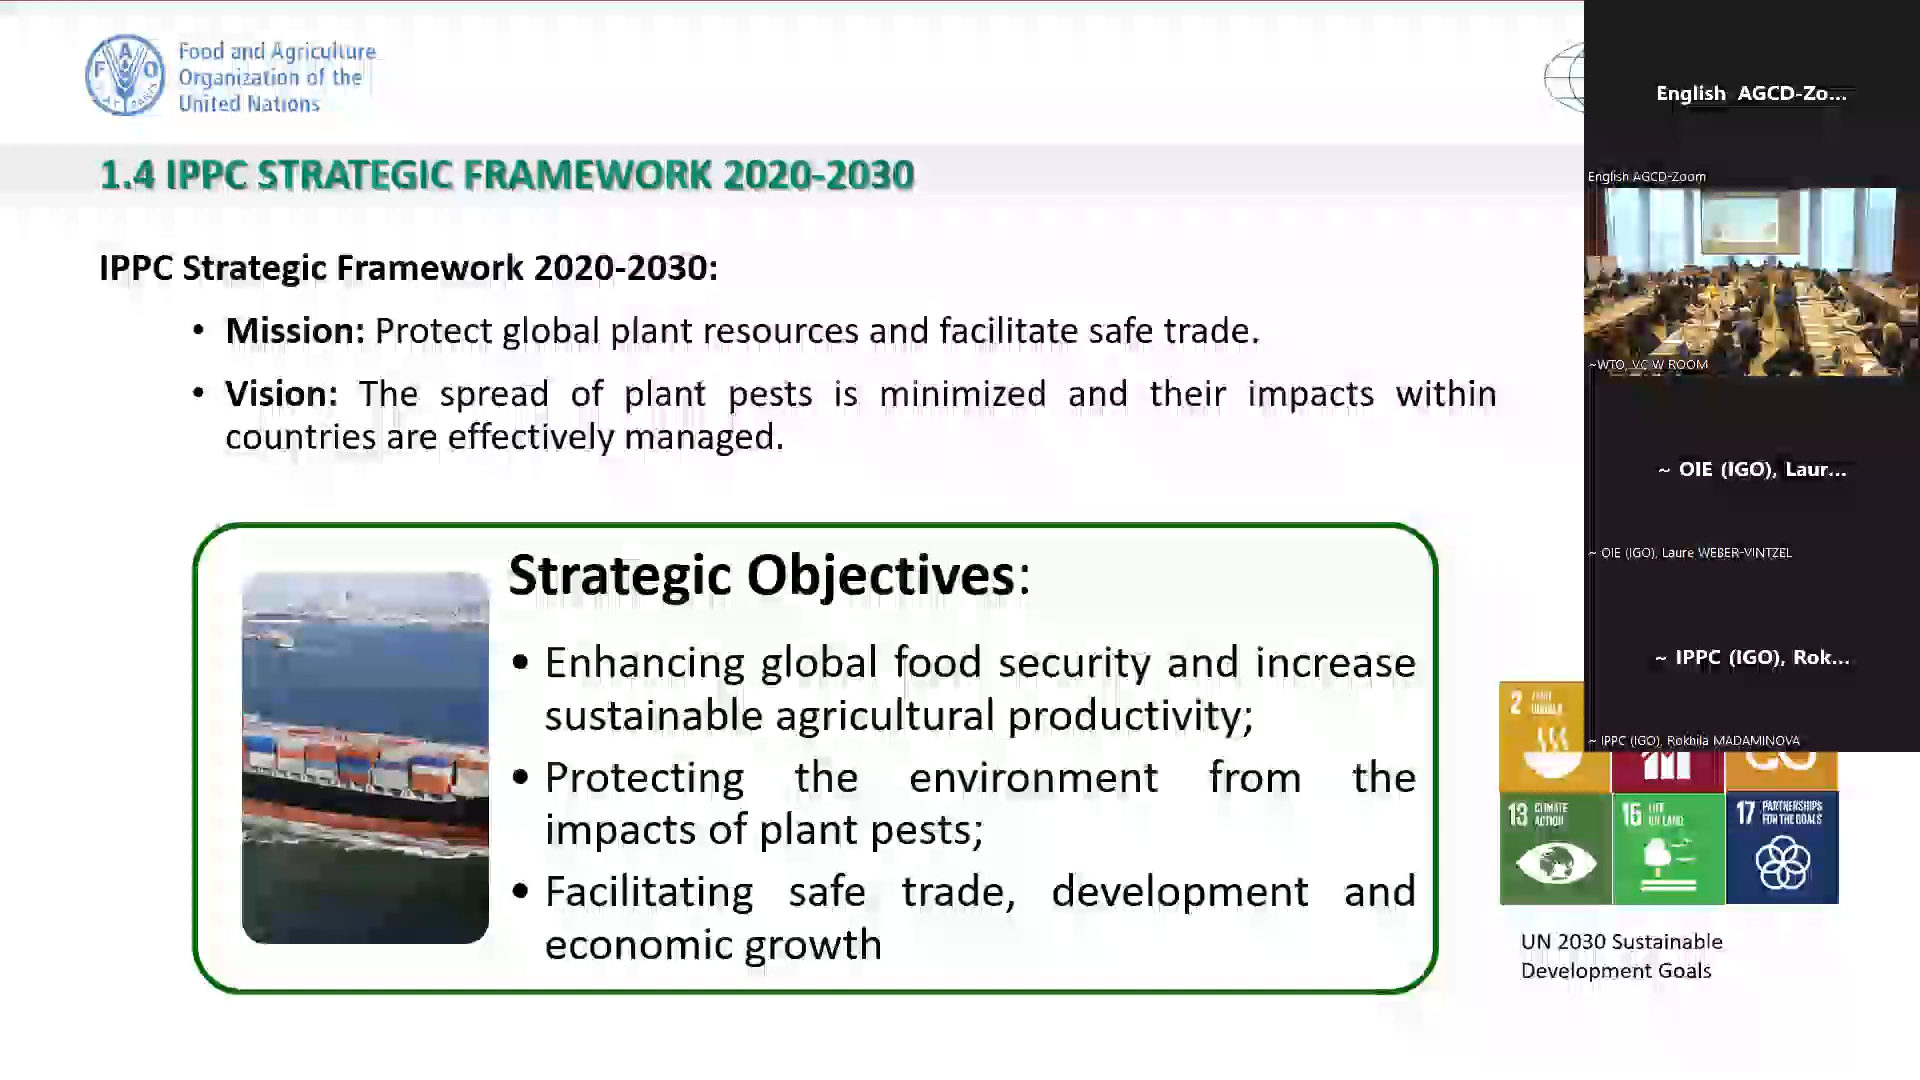 FAO
Food and Agriculture
Organization of the
United Nations
1.4 IPPC STRATEGIC FRAMEWORK 2020-2030
IPPC Strategic Framework 2020-2030:
• Mission: Protect global plant resources and facilitate safe trade.
• Vision: The spread of plant pests is minimized and their impacts within
countries are effectively managed.
Strategic Objectives:
• Enhancing global food security and increase
sustainable agricultural productivity;
• Protecting the environment from the
impacts of plant pests;
• Facilitating safe trade, development and
economic growth
English AGCD-Zo...
English AGCD-Zoom
~WTO, VC W ROOM
~ OIE (IGO), Laur...
~ OIE (IGO), Laure WEBER-VINTZEL
~ IPPC (IGO), Rok...
~ IPPC (IGO), Rokhila MADAMINOVA
2
13 CLIMATE
ACTION
15 LIFE
ON LAND
17 PARTNERSHIPS
FOR THE GOALS
UN 2030 Sustainable
Development Goals